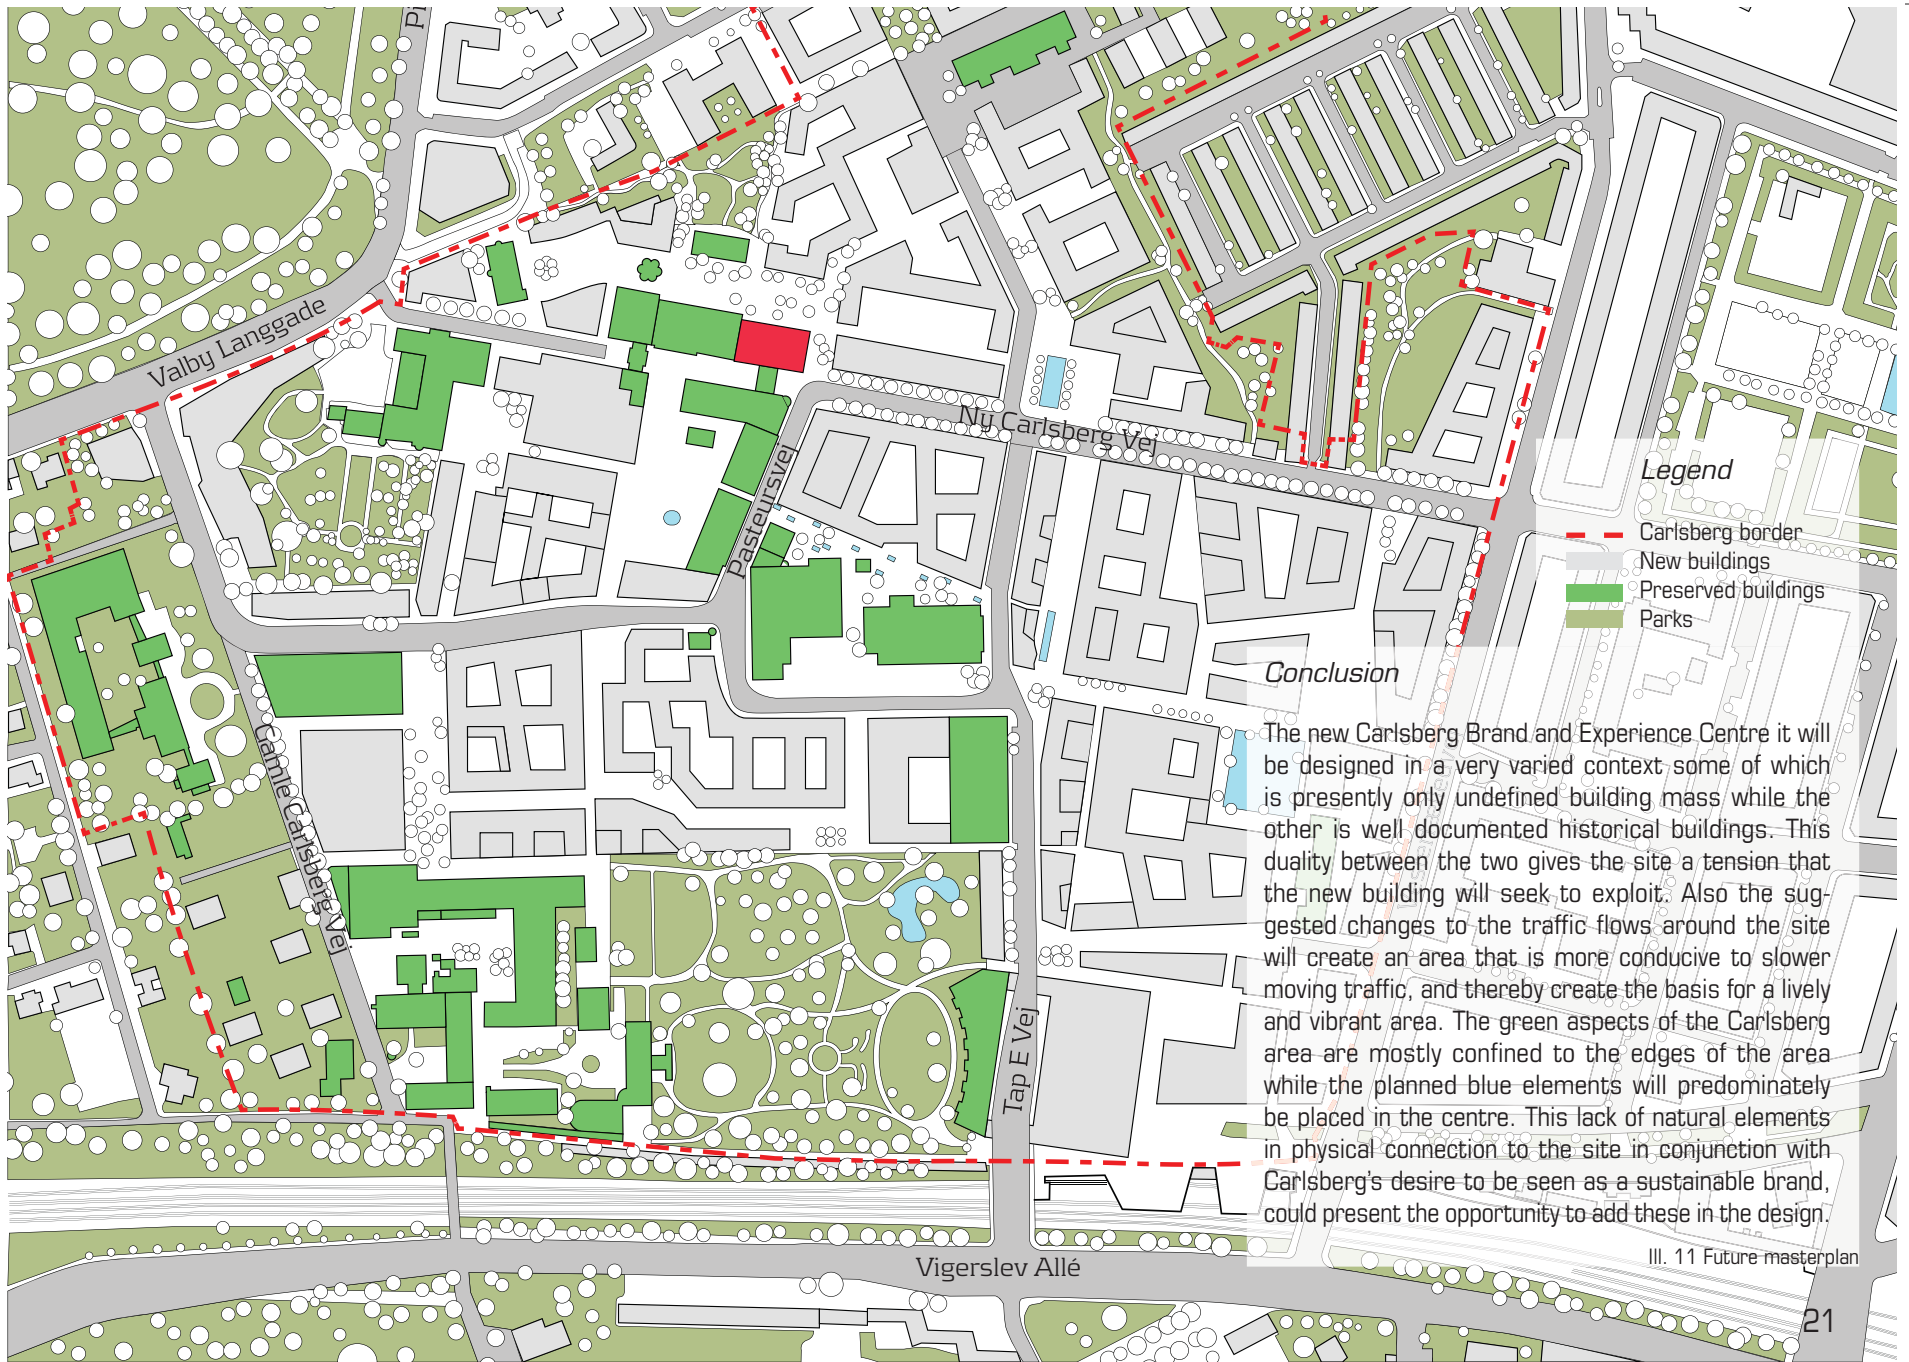 Pi
Valby Langgade
Ny Carlsberg Vej
Pasteursvej
Gamle Carlsberg Vej
Tap E Vej
Vigerslev Allé
Legend
Carlsberg border
New buildings
Preserved buildings
Parks
Conclusion
The new Carlsberg Brand and Experience Centre it will
be designed in a very varied context some of which
is presently only undefined building mass while the
other is well documented historical buildings. This
duality between the two gives the site a tension that
the new building will seek to exploit. Also the sug-
gested changes to the traffic flows around the site
will create an area that is more conducive to slower
moving traffic, and thereby create the basis for a lively
and vibrant area. The green aspects of the Carlsberg
area are mostly confined to the edges of the area
while the planned blue elements will predominately
be placed in the centre. This lack of natural elements
in physical connection to the site in conjunction with
Carlsberg's desire to be seen as a sustainable brand,
could present the opportunity to add these in the design.
Ill. 11 Future masterplan
21